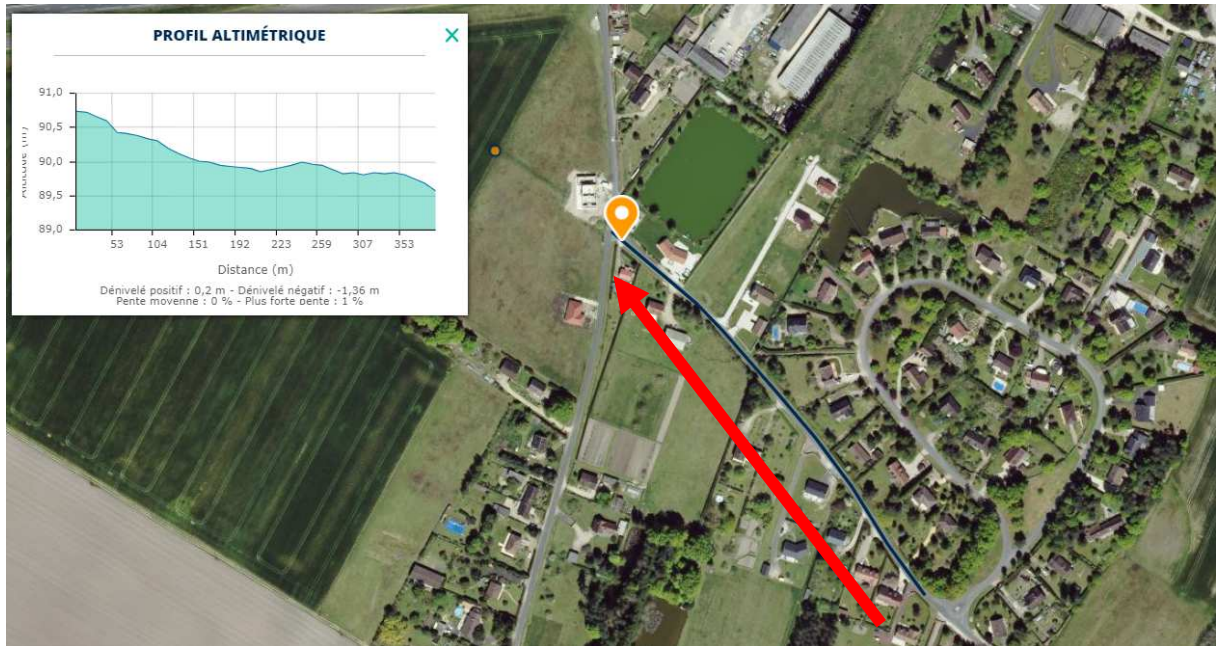 PROFIL ALTIMÉTRIQUE
91,0
90,5
90,0
89,5
89,0
53 104 151 192 223 259 307 353
Distance (m)
Dénivelé positif : 0,2 m - Dénivelé négatif : -1,36 m
Pente moyenne : 0 % - Plus forte pente : 1 %